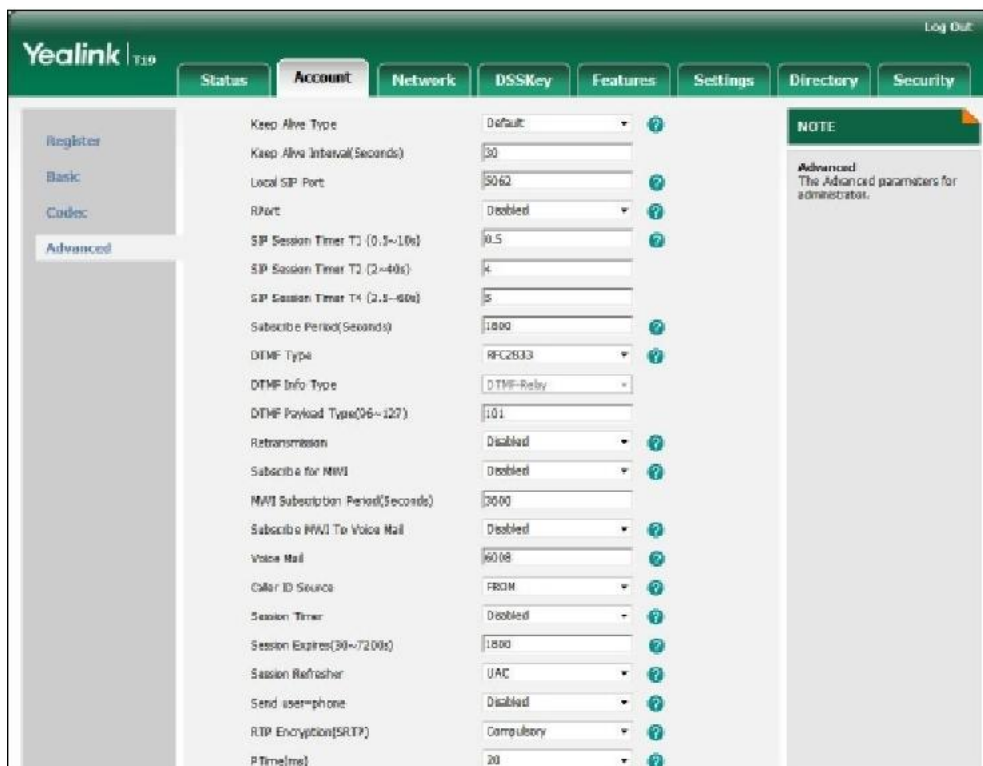 Log Out
Yealink T19
Status Account Network DSSKey Features Settings Directory Security
Register
Basic
Codec
Advanced
Keep Alive Type Default
Keep Alive Interval(Seconds) 30
Local SIP Port 5062
RPort Disabled
SIP Session Timer T1 (0.5~10s) 0.5
SIP Session Timer T2 (2~40s) 4
SIP Session Timer T4 (2.5~60s) 5
Subscribe Period(Seconds) 1800
DTMF Type RFC2833
DTMF Info Type DTMF-Relay
DTMF Payload Type(96~127) 101
Retransmission Disabled
Subscribe for MWI Disabled
MWI Subscription Period(Seconds) 3600
Subscribe MWI To Voice Mail Disabled
Voice Mail 6008
Caller ID Source FROM
Session Timer Disabled
Session Expires(30~7200s) 1800
Session Refresher UAC
Send user=phone Disabled
RTP Encryption(SRTP) Compulsory
PTime(ms) 20
NOTE
Advanced
The Advanced parameters for
administrator.